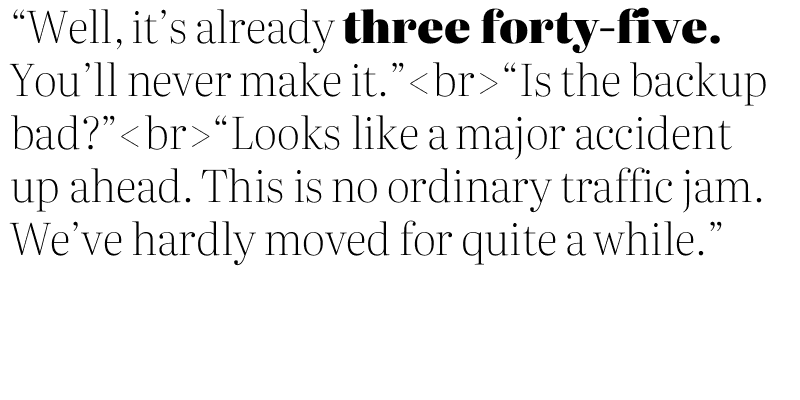 “Well, it’s already three forty-five.
You’ll never make it.”<br>“Is the backup
bad?”<br>“Looks like a major accident
up ahead. This is no ordinary traffic jam.
We’ve hardly moved for quite a while.”